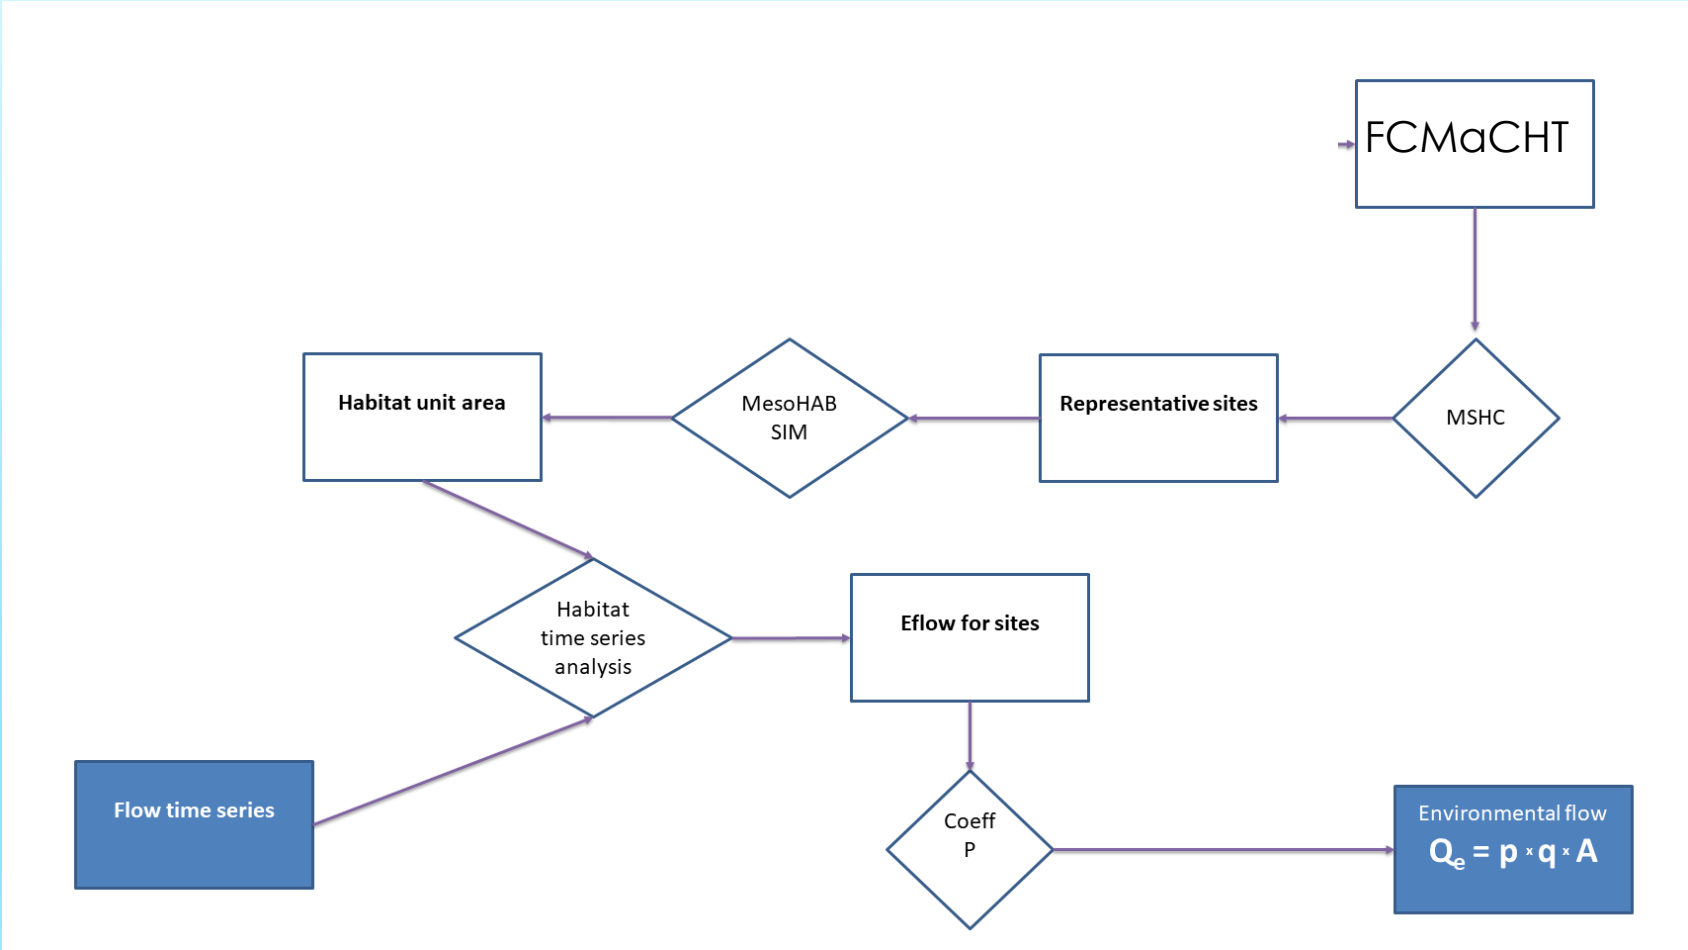 FCMaCHT
Habitat unit area
MesoHAB
SIM
Representative sites
MSHC
Habitat
time series
analysis
Eflow for sites
Flow time series
Coeff
P
Environmental flow
Qe = p x q x A